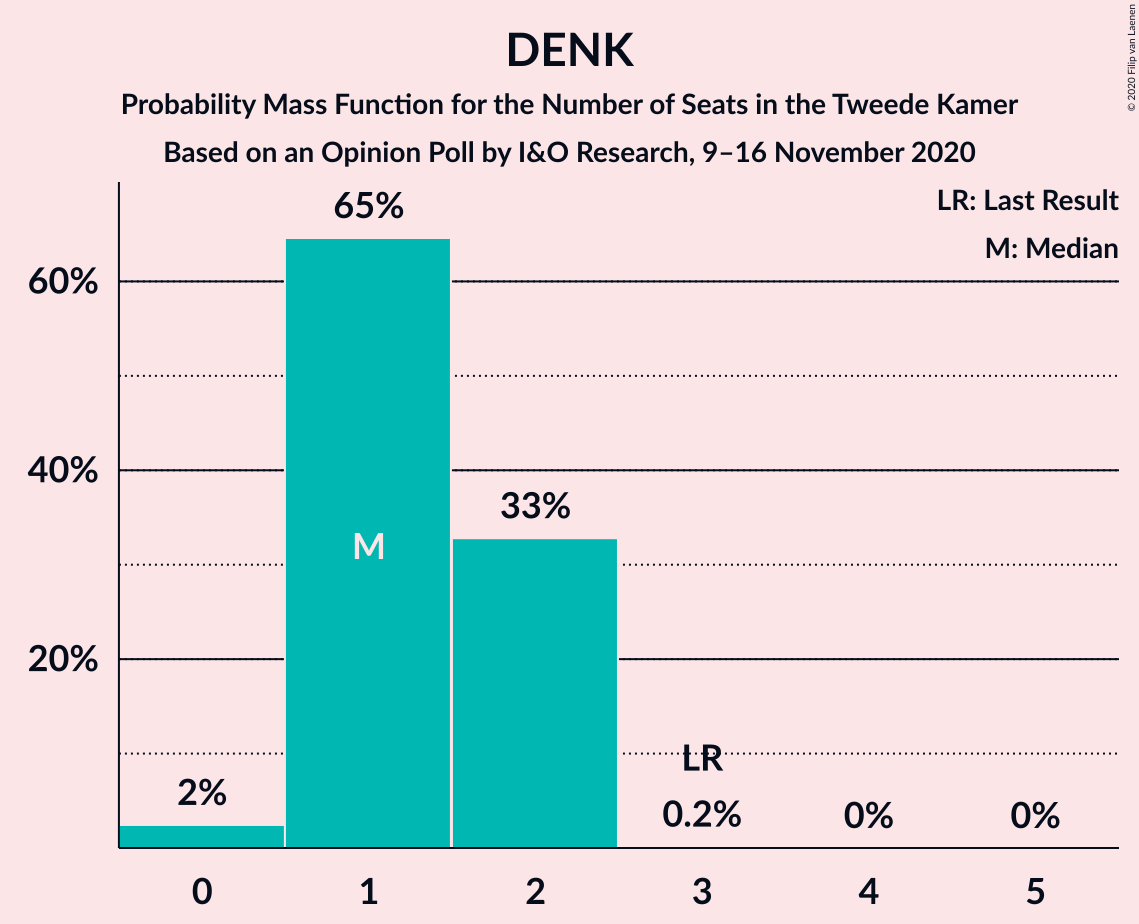 DENK
Probability Mass Function for the Number of Seats in the Tweede Kamer
Based on an Opinion Poll by I&O Research, 9–16 November 2020
© 2020 Filip van Laenen
LR: Last Result
M: Median
65%
60%
40%
33%
M
20%
LR
2%
0.2%
0%
0%
0 1 2 3 4 5